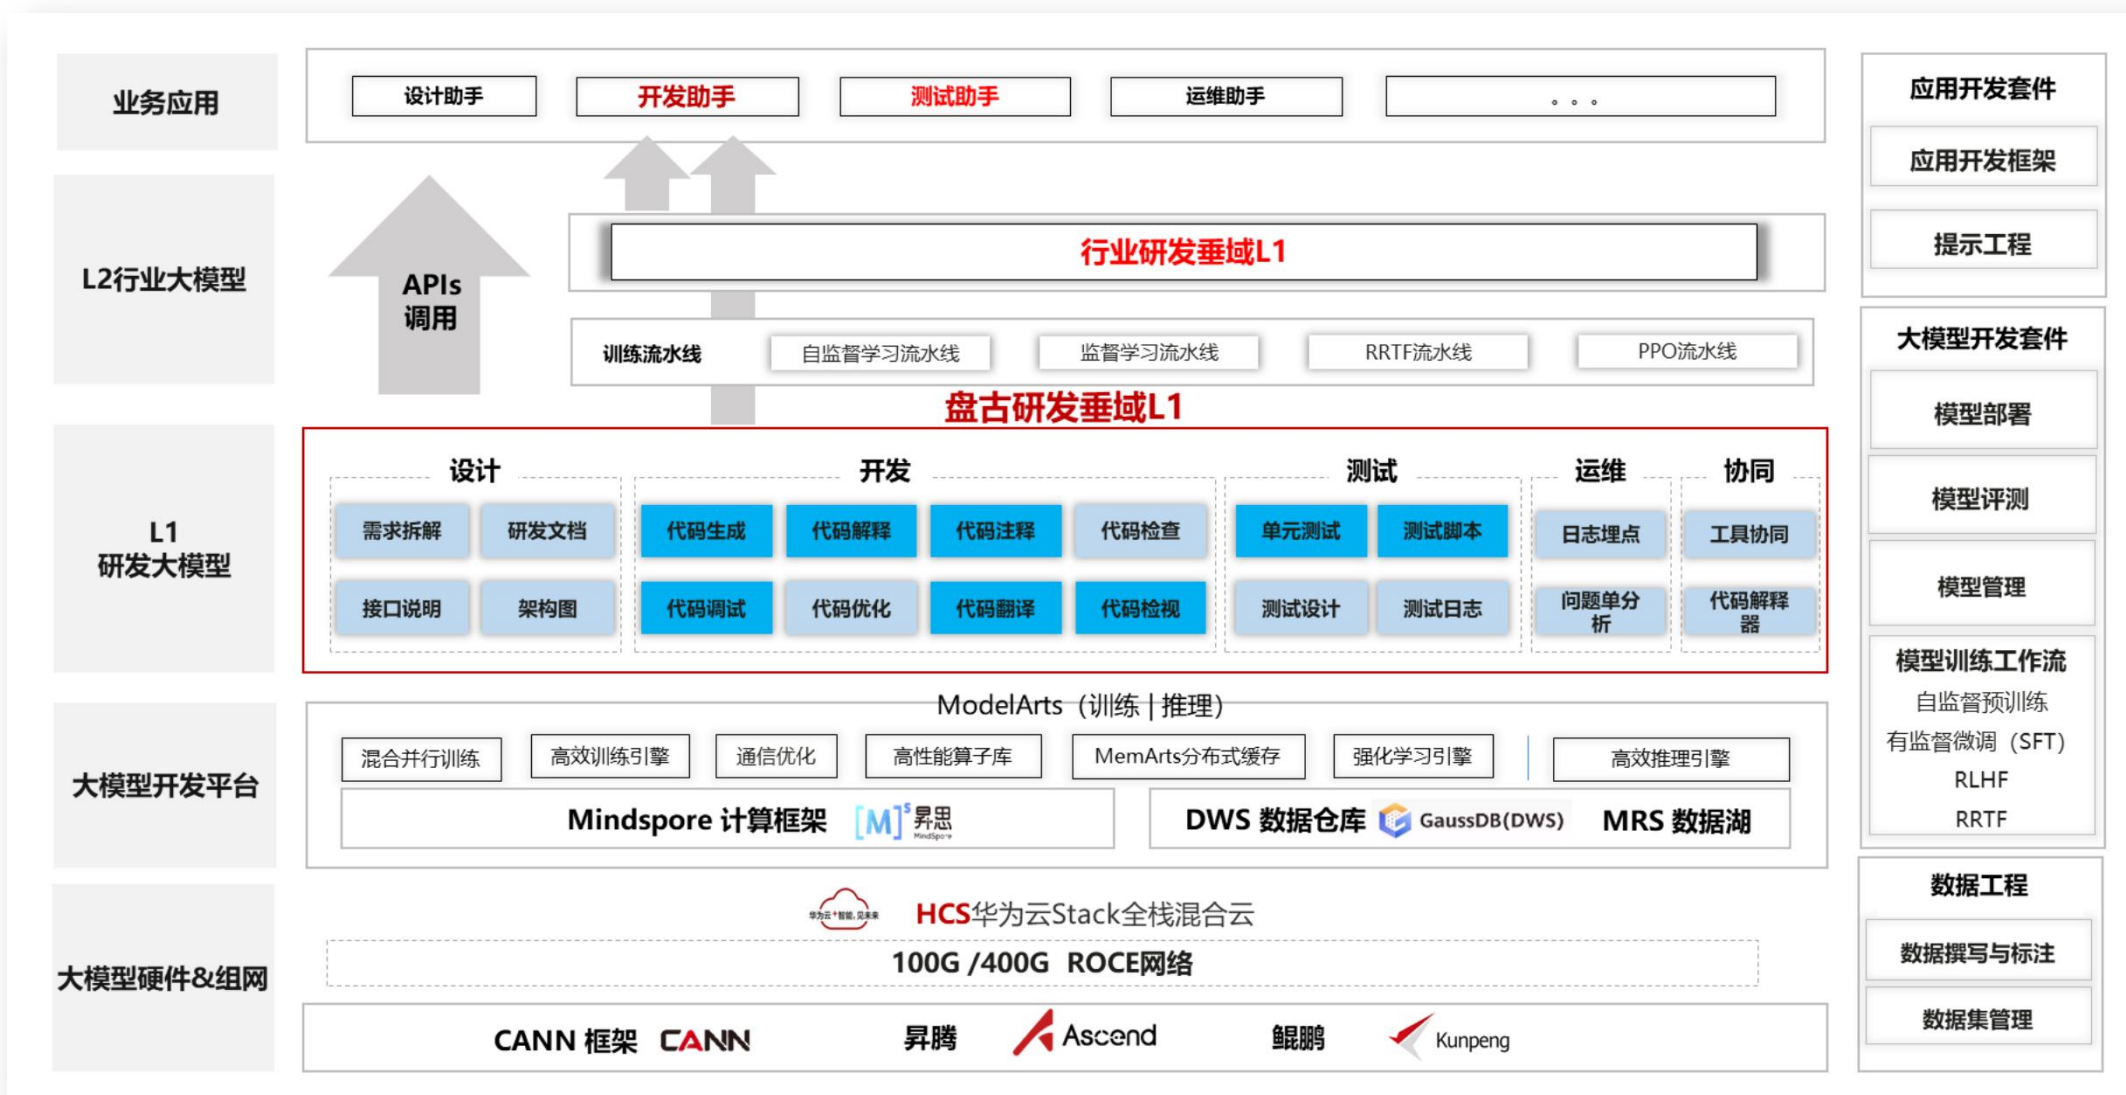 业务应用
设计助手
开发助手
测试助手
运维助手
。。。
L2行业大模型
APIs
调用
行业研发垂域L1
训练流水线
自监督学习流水线
监督学习流水线
RRTF流水线
PPO流水线
盘古研发垂域L1
L1
研发大模型
设计
需求拆解
研发文档
接口说明
架构图
开发
代码生成
代码解释
代码注释
代码检查
代码调试
代码优化
代码翻译
代码检视
测试
单元测试
测试脚本
测试设计
测试日志
运维
日志埋点
问题单分
析
协同
工具协同
代码解释
器
大模型开发平台
ModelArts（训练 | 推理）
混合并行训练
高效训练引擎
通信优化
高性能算子库
MemArts分布式缓存
强化学习引擎
高效推理引擎
Mindspore 计算框架
[M]s 昇思
MindSpore
DWS 数据仓库
GaussDB(DWS)
MRS 数据湖
大模型硬件&组网
华为云+智能, 见未来
HCS华为云Stack全栈混合云
100G /400G ROCE网络
CANN 框架
CANN
昇腾
Ascend
鲲鹏
Kunpeng
应用开发套件
应用开发框架
提示工程
大模型开发套件
模型部署
模型评测
模型管理
模型训练工作流
自监督预训练
有监督微调（SFT）
RLHF
RRTF
数据工程
数据撰写与标注
数据集管理